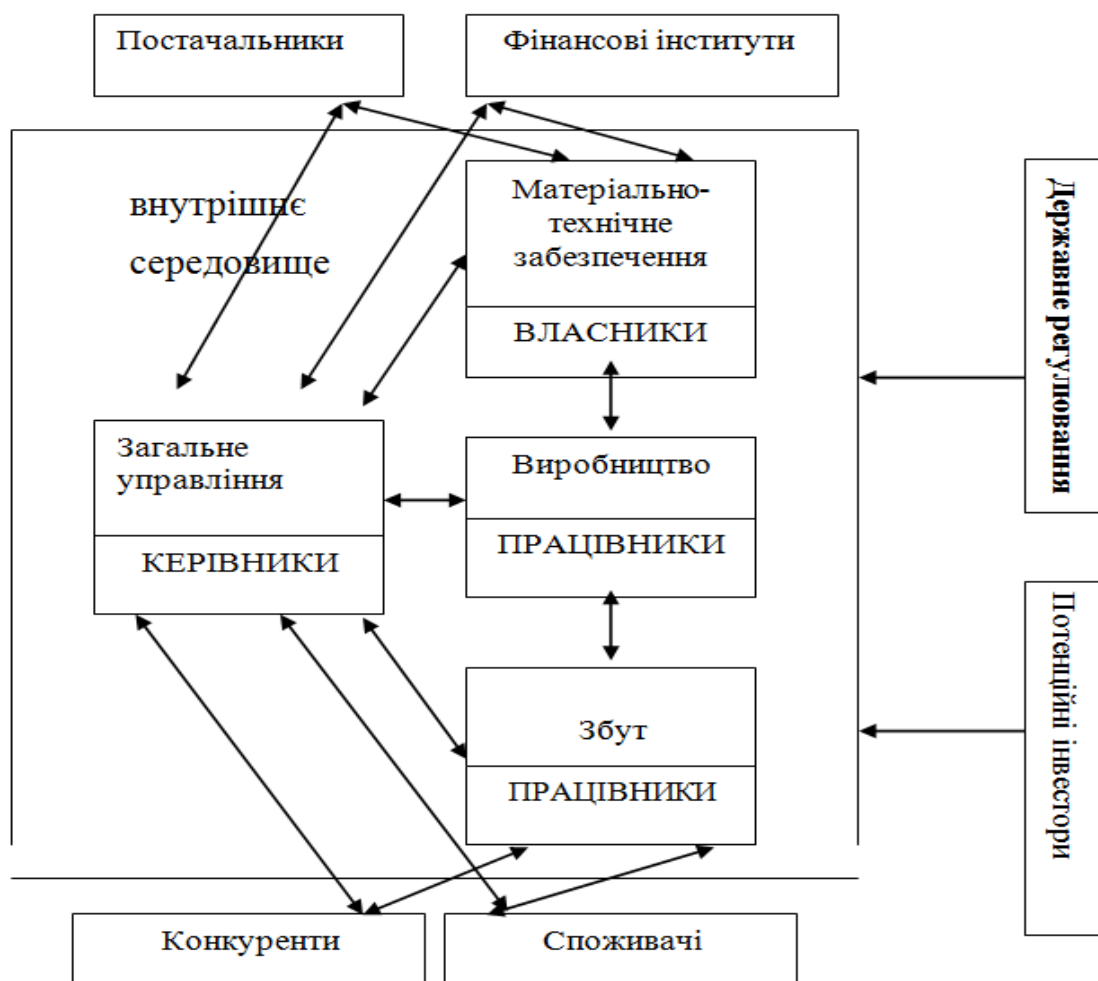 Постачальники
Фінансові інститути
внутрішнє
середовище
Матеріально-
технічне
забезпечення
ВЛАСНИКИ
Державне регулювання
Загальне
управління
КЕРІВНИКИ
Виробництво
ПРАЦІВНИКИ
Потенційні інвестори
Збут
ПРАЦІВНИКИ
Конкуренти
Споживачі